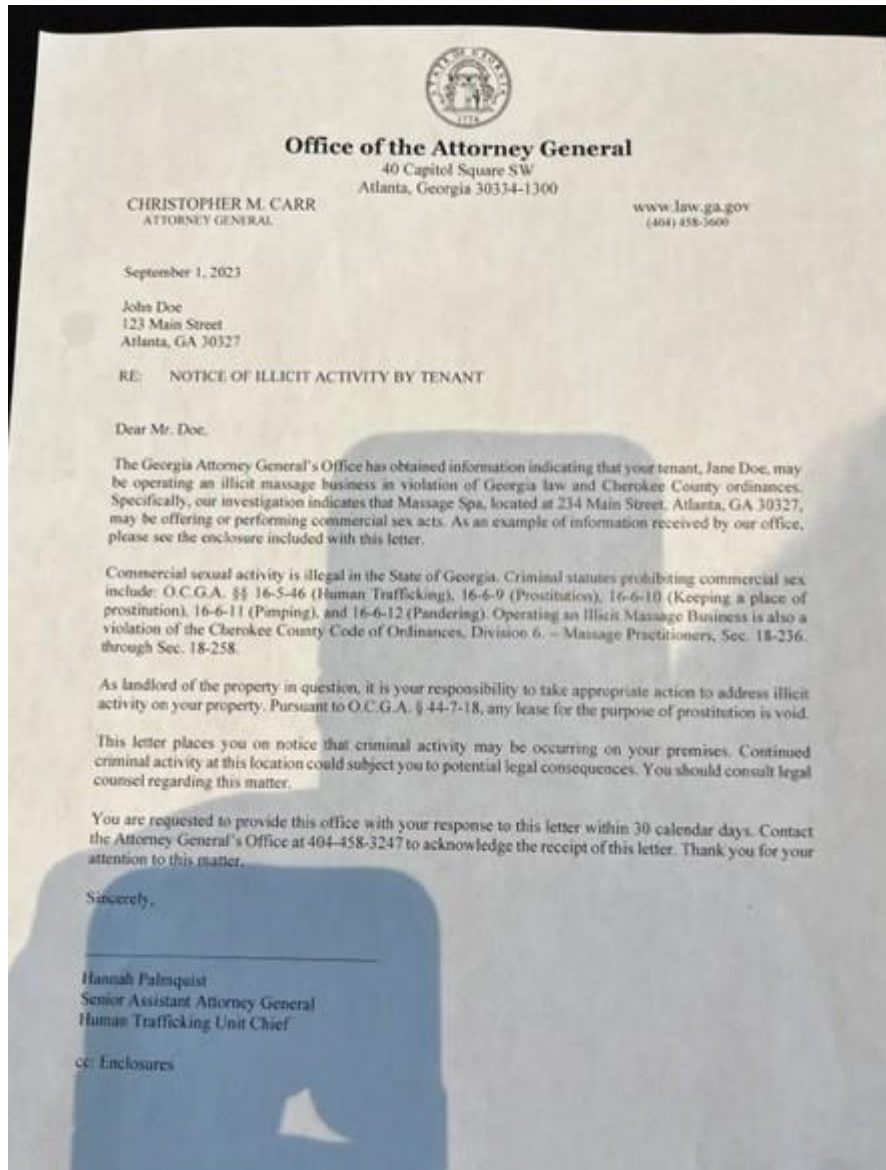 STATE OF GEORGIA
1776
Office of the Attorney General
40 Capitol Square SW
Atlanta, Georgia 30334-1300
CHRISTOPHER M. CARR
ATTORNEY GENERAL
www.law.ga.gov
(404) 458-3600
September 1, 2023
John Doe
123 Main Street
Atlanta, GA 30327
RE: NOTICE OF ILLICIT ACTIVITY BY TENANT
Dear Mr. Doe,
The Georgia Attorney General's Office has obtained information indicating that your tenant, Jane Doe, may
be operating an illicit massage business in violation of Georgia law and Cherokee County ordinances.
Specifically, our investigation indicates that Massage Spa, located at 234 Main Street, Atlanta, GA 30327,
may be offering or performing commercial sex acts. As an example of information received by our office,
please see the enclosure included with this letter.
Commercial sexual activity is illegal in the State of Georgia. Criminal statutes prohibiting commercial sex
include: O.C.G.A. §§ 16-5-46 (Human Trafficking), 16-6-9 (Prostitution), 16-6-10 (Keeping a place of
prostitution), 16-6-11 (Pimping), and 16-6-12 (Pandering). Operating an Illicit Massage Business is also a
violation of the Cherokee County Code of Ordinances, Division 6. – Massage Practitioners, Sec. 18-236.
through Sec. 18-258.
As landlord of the property in question, it is your responsibility to take appropriate action to address illicit
activity on your property. Pursuant to O.C.G.A. § 44-7-18, any lease for the purpose of prostitution is void.
This letter places you on notice that criminal activity may be occurring on your premises. Continued
criminal activity at this location could subject you to potential legal consequences. You should consult legal
counsel regarding this matter.
You are requested to provide this office with your response to this letter within 30 calendar days. Contact
the Attorney General's Office at 404-458-3247 to acknowledge the receipt of this letter. Thank you for your
attention to this matter.
Sincerely,
Hannah Palmquist
Senior Assistant Attorney General
Human Trafficking Unit Chief
cc: Enclosures